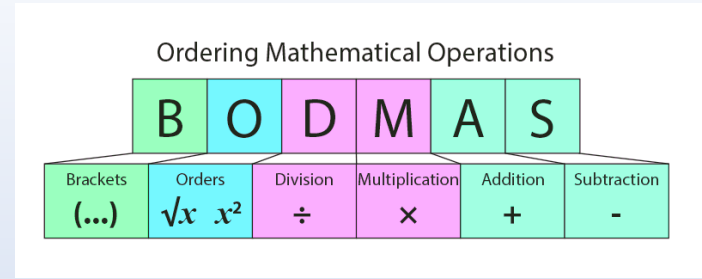 Ordering Mathematical Operations
B O D M A S
Brackets Orders Division Multiplication Addition Subtraction
(...) √x x² ÷ × + -